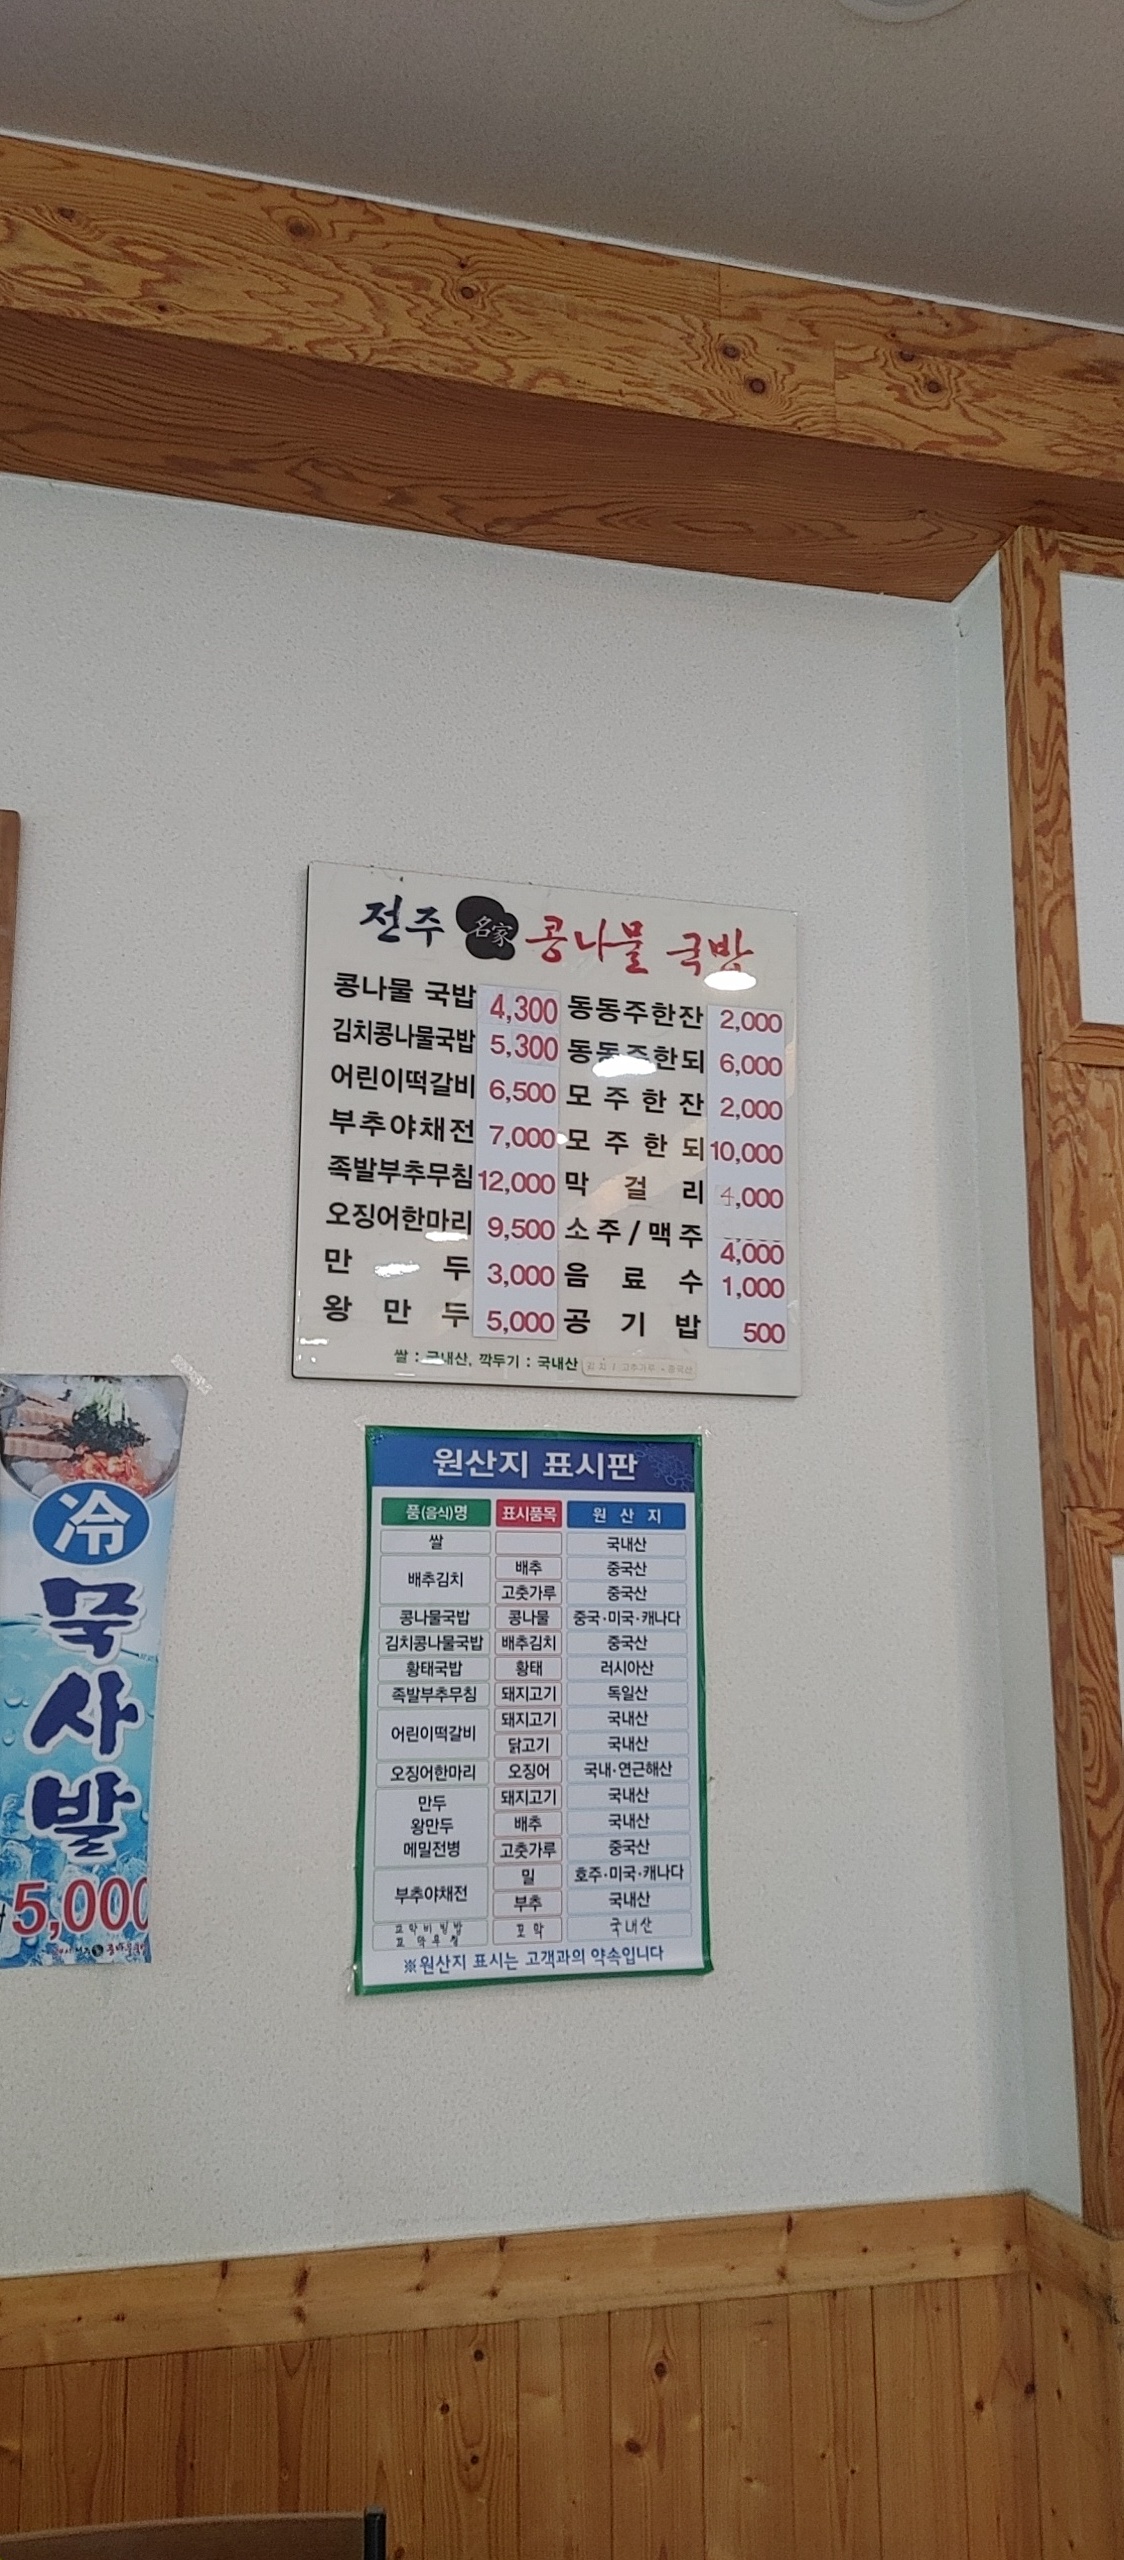 전주 名家 콩나물 국밥
콩나물 국밥 4,300 동동주한잔 2,000
김치콩나물국밥 5,300 동동주한되 6,000
어린이떡갈비 6,500 모 주 한 잔 2,000
부추야채전 7,000 모 주 한 되 10,000
족발부추무침 12,000 막 걸 리 4,000
오징어한마리 9,500 소 주 / 맥 주 4,000
만 두 3,000 음 료 수 1,000
왕 만 두 5,000 공 기 밥 500
쌀 : 국내산, 깍두기 : 국내산
원산지 표시판
품(음식)명 표시품목 원 산 지
쌀 국내산
배추김치 배추 중국산
고춧가루 중국산
콩나물국밥 콩나물 중국·미국·캐나다
김치콩나물국밥 배추김치 중국산
황태국밥 황태 러시아산
족발부추무침 돼지고기 독일산
어린이떡갈비 돼지고기 국내산
닭고기 국내산
오징어한마리 오징어 국내·연근해산
만두 돼지고기 국내산
왕만두 배추 국내산
메밀전병 고춧가루 중국산
부추야채전 밀 호주·미국·캐나다
부추 국내산
꼬막비빔밥 꼬막 국내산
꼬막무침
※원산지 표시는 고객과의 약속입니다
冷
묵
사
발
5,000